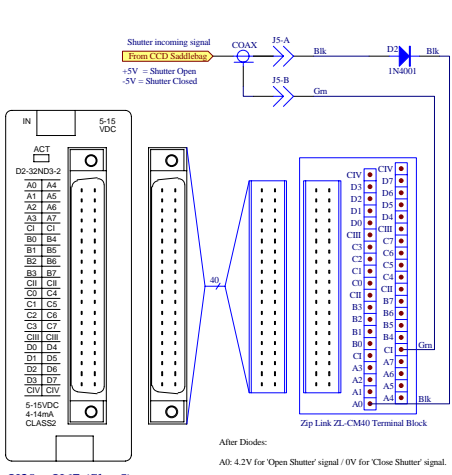 Shutter incoming signal
From CCD Saddlebag
+5V = Shutter Open
-5V = Shutter Closed
COAX
J5-A
Blk
D2
1N4001
Blk
J5-B
Grn
IN
5-15
VDC
ACT
D2-32ND3-2
A0 A4
A1 A5
A2 A6
A3 A7
CI CI
B0 B4
B1 B5
B2 B6
B3 B7
CII CII
C0 C4
C1 C5
C2 C6
C3 C7
CIII CIII
D0 D4
D1 D5
D2 D6
D3 D7
CIV CIV
5-15VDC
4-14mA
CLASS2
40
CIV
D3
D2
D1
D0
CIII
C3
C2
C1
C0
CII
B3
B2
B1
B0
CI
A3
A2
A1
A0
CIV
D7
D6
D5
D4
CIII
C7
C6
C5
C4
CII
B7
B6
B5
B4
CI
A7
A6
A5
A4
Grn
Blk
Zip Link ZL-CM40 Terminal Block
After Diodes:
A0: 4.2V for 'Open Shutter' signal / 0V for 'Close Shutter' signal.